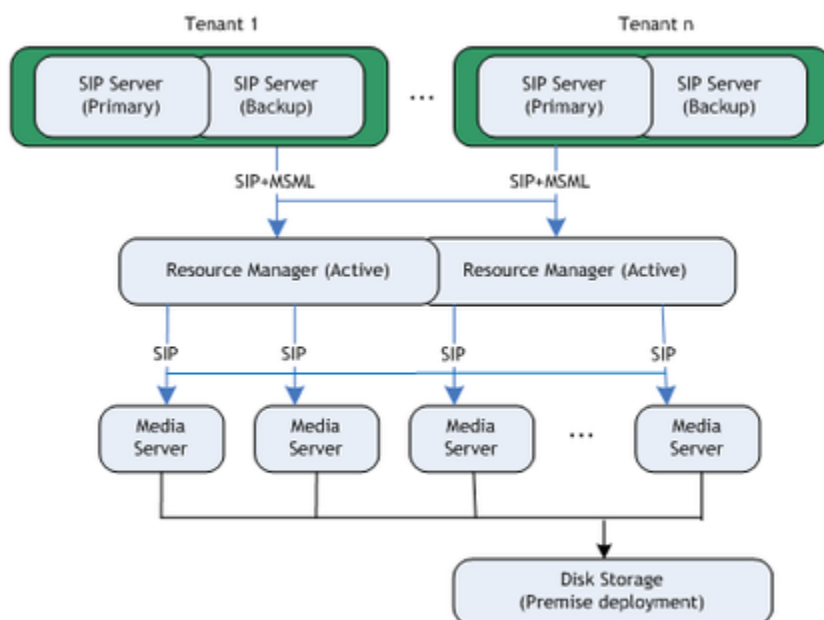 Tenant 1
Tenant n
SIP Server
(Primary)
SIP Server
(Backup)
...
SIP Server
(Primary)
SIP Server
(Backup)
SIP+MSML
SIP+MSML
Resource Manager (Active)
Resource Manager (Active)
SIP
SIP
SIP
SIP
Media
Server
Media
Server
Media
Server
...
Media
Server
Disk Storage
(Premise deployment)